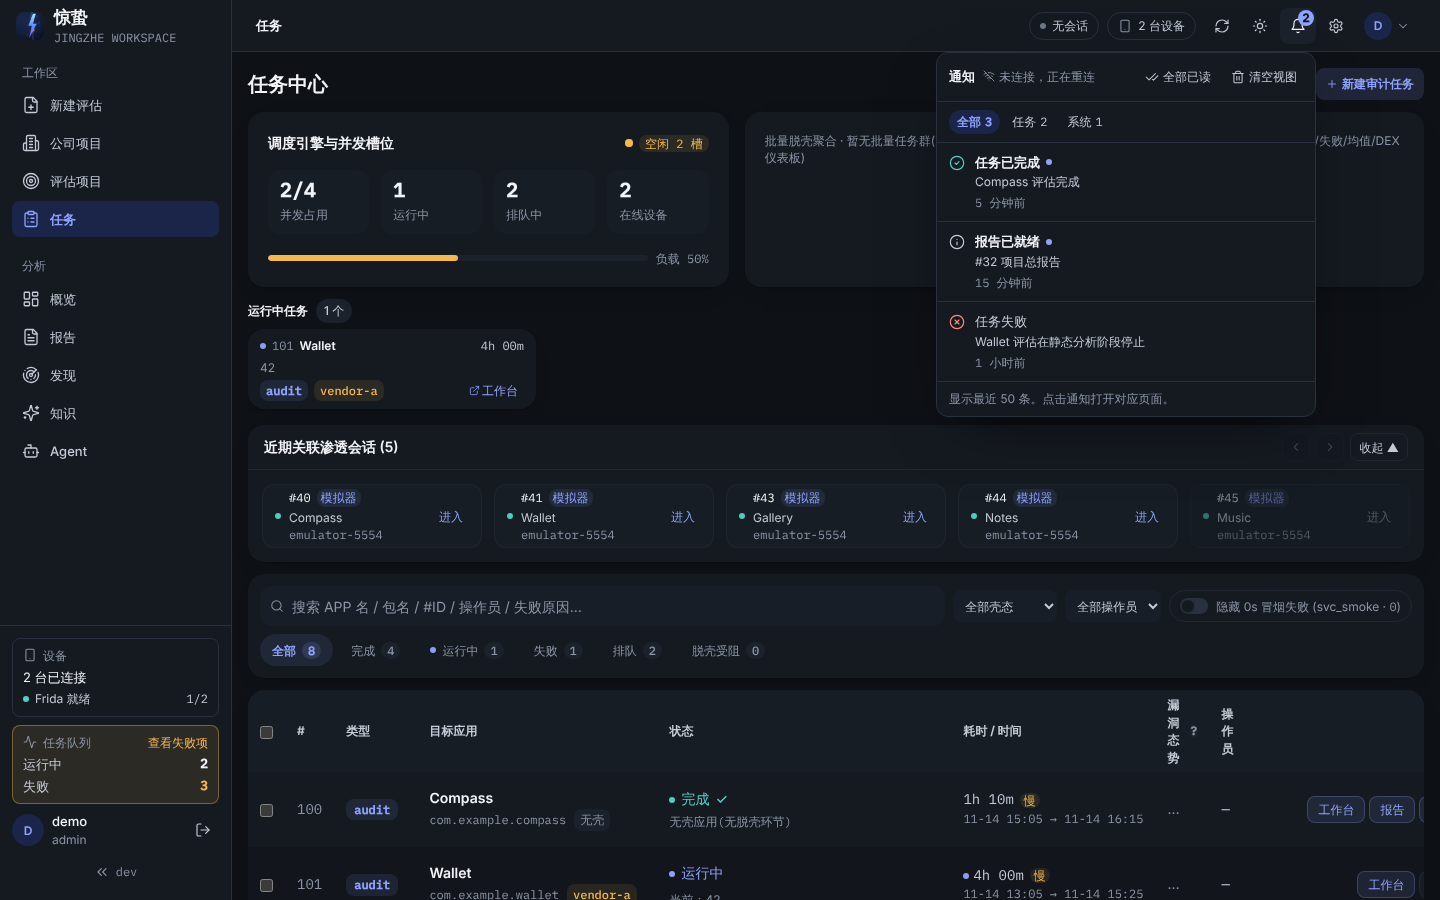 惊蛰
JINGZHE WORKSPACE
工作区
新建评估
公司项目
评估项目
任务
分析
概览
报告
发现
知识
Agent
设备
2 台已连接
Frida 就绪 1/2
任务队列 查看失败项
运行中 2
失败 3
D demo
admin
dev
任务
无会话
2 台设备
2
D
任务中心
+ 新建审计任务
调度引擎与并发槽位
空闲 2 槽
2/4 1 2 2
并发占用 运行中 排队中 在线设备
负载 50%
批量脱壳聚合 · 暂无批量任务群(
/失败/均值/DEX
仪表板)
通知 未连接，正在重连 全部已读 清空视图
全部 3 任务 2 系统 1
任务已完成
Compass 评估完成
5 分钟前
报告已就绪
#32 项目总报告
15 分钟前
任务失败
Wallet 评估在静态分析阶段停止
1 小时前
显示最近 50 条。点击通知打开对应页面。
运行中任务 1 个
101 Wallet 4h 00m
42
audit vendor-a 工作台
近期关联渗透会话 (5)
收起 ▲
#40 模拟器
Compass 进入
emulator-5554
#41 模拟器
Wallet 进入
emulator-5554
#43 模拟器
Gallery 进入
emulator-5554
#44 模拟器
Notes 进入
emulator-5554
#45 模拟器
Music 进入
emulator-5554
搜索 APP 名 / 包名 / #ID / 操作员 / 失败原因...
全部壳态 全部操作员 隐藏 0s 冒烟失败 (svc_smoke · 0)
全部 8 完成 4 运行中 1 失败 1 排队 2 脱壳受阻 0
# 类型 目标应用 状态 耗时 / 时间 漏洞态势 ? 操作员
100 audit Compass 完成 1h 10m 慢 ... — 工作台 报告
com.example.compass 无壳 无壳应用(无脱壳环节) 11-14 15:05 → 11-14 16:15
101 audit Wallet 运行中 4h 00m 慢 ... — 工作台
com.example.wallet vendor-a 当前 · 42 11-14 13:05 → 11-14 15:25